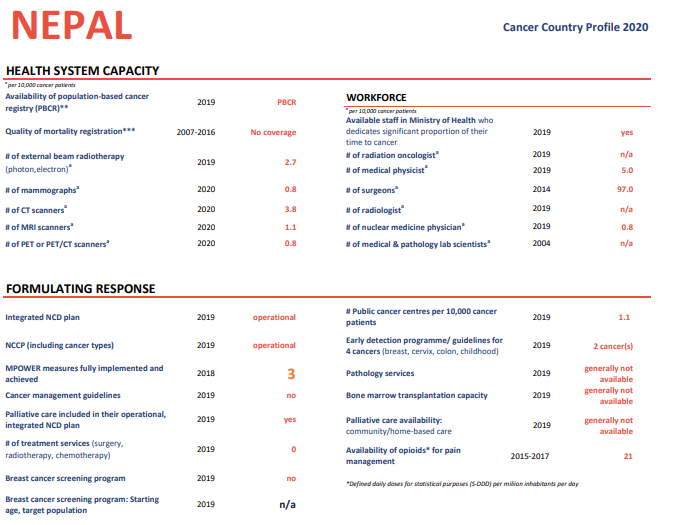 NEPAL
Cancer Country Profile 2020
HEALTH SYSTEM CAPACITY
*per 10,000 cancer patients
Availability of population-based cancer
registry (PBCR)** 2019 PBCR
Quality of mortality registration*** 2007-2016 No coverage
# of external beam radiotherapy
(photon,electron)ᵃ 2019 2.7
# of mammographsᵃ 2020 0.8
# of CT scannersᵃ 2020 3.8
# of MRI scannersᵃ 2020 1.1
# of PET or PET/CT scannersᵃ 2020 0.8
WORKFORCE
*per 10,000 cancer patients
Available staff in Ministry of Health who
dedicates significant proportion of their
time to cancer 2019 yes
# of radiation oncologistᵃ 2019 n/a
# of medical physicistᵃ 2019 5.0
# of surgeonsᵃ 2014 97.0
# of radiologistᵃ 2019 n/a
# of nuclear medicine physicianᵃ 2019 0.8
# of medical & pathology lab scientistsᵃ 2004 n/a
FORMULATING RESPONSE
Integrated NCD plan 2019 operational
NCCP (including cancer types) 2019 operational
MPOWER measures fully implemented and
achieved 2018 3
Cancer management guidelines 2019 no
Palliative care included in their operational,
integrated NCD plan 2019 yes
# of treatment services (surgery,
radiotherapy, chemotherapy) 2019 0
Breast cancer screening program 2019 no
Breast cancer screening program: Starting
age, target population 2019 n/a
# Public cancer centres per 10,000 cancer
patients 2019 1.1
Early detection programme/ guidelines for
4 cancers (breast, cervix, colon, childhood) 2019 2 cancer(s)
Pathology services 2019 generally not
available
Bone marrow transplantation capacity 2019 generally not
available
Palliative care availability:
community/home-based care 2019 generally not
available
Availability of opioids* for pain
management 2015-2017 21
*Defined daily doses for statistical purposes (S-DDD) per million inhabitants per day